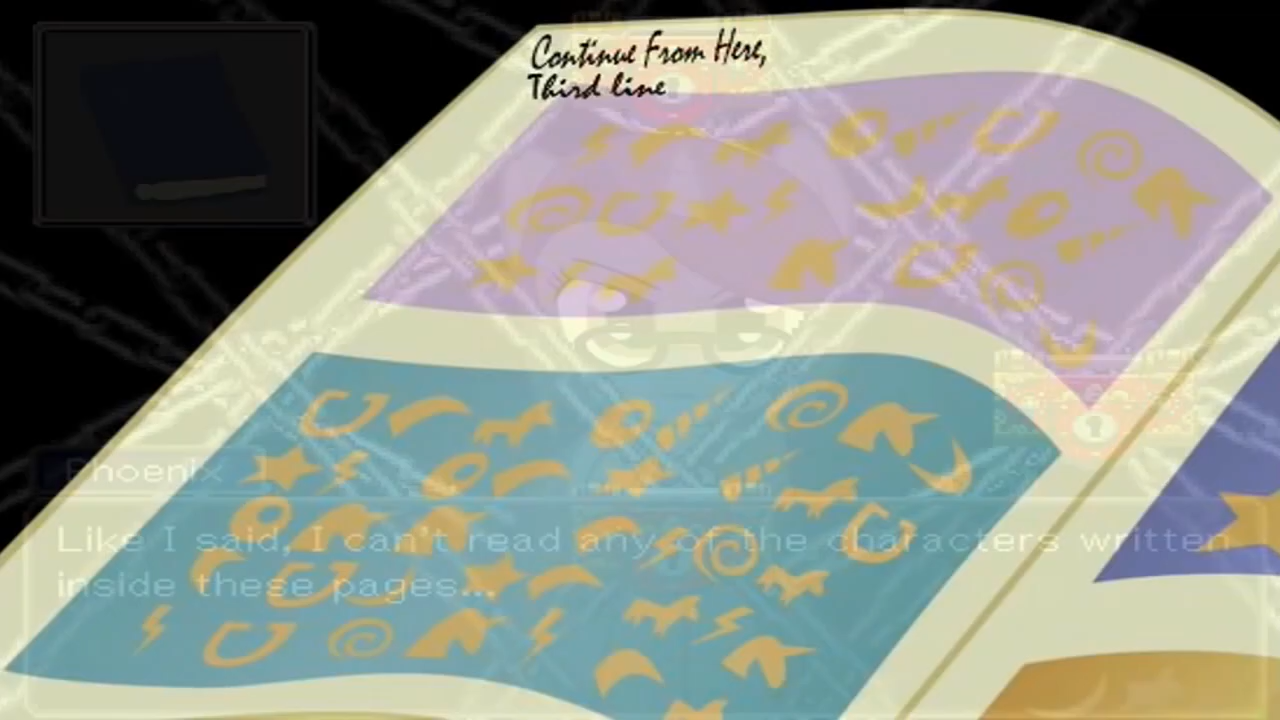 Continue From Here,
Third line
Phoenix
Like I said, I can't read any of the characters written
inside these pages...